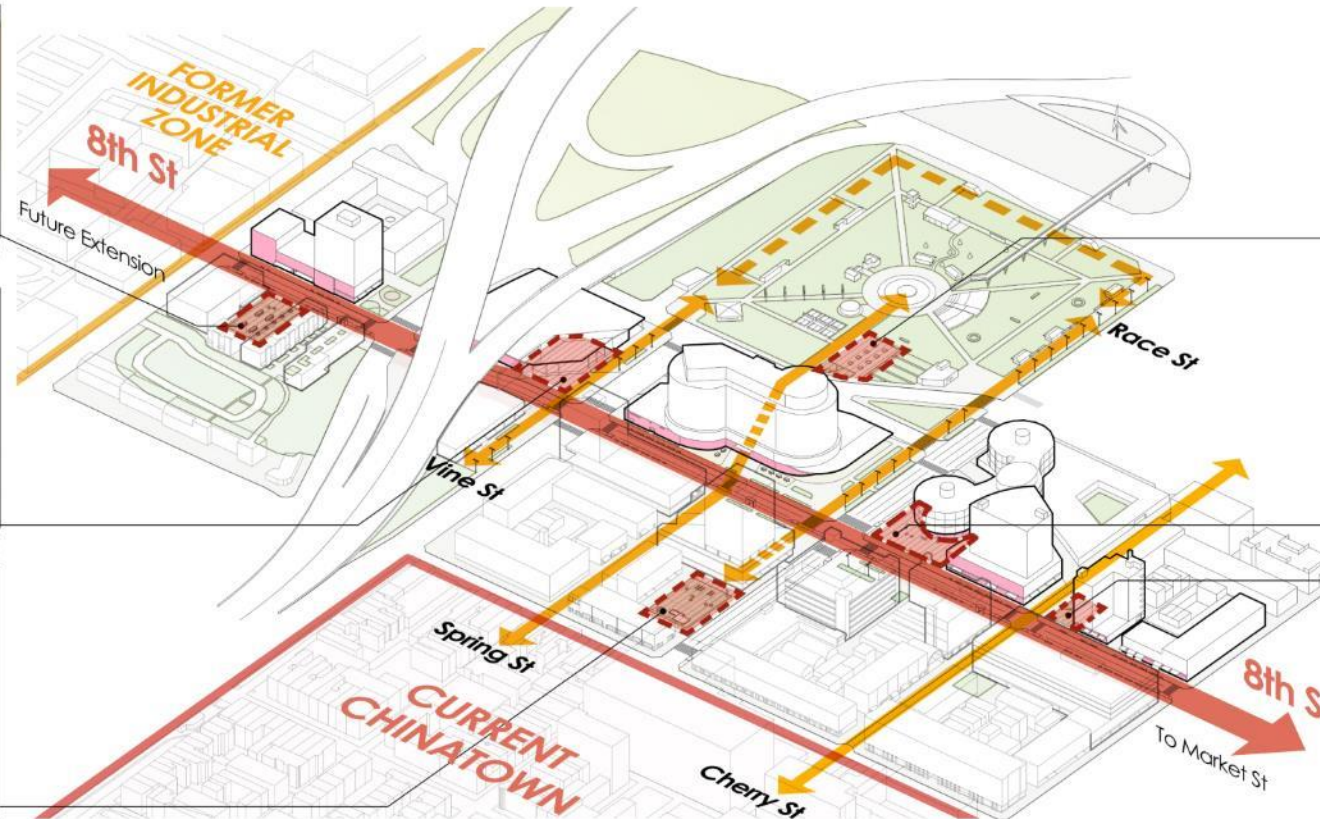 FORMER
INDUSTRIAL
ZONE
8th St
Future Extension
Race St
Vine St
Spring St
CURRENT
CHINATOWN
Cherry St
8th S
To Market St